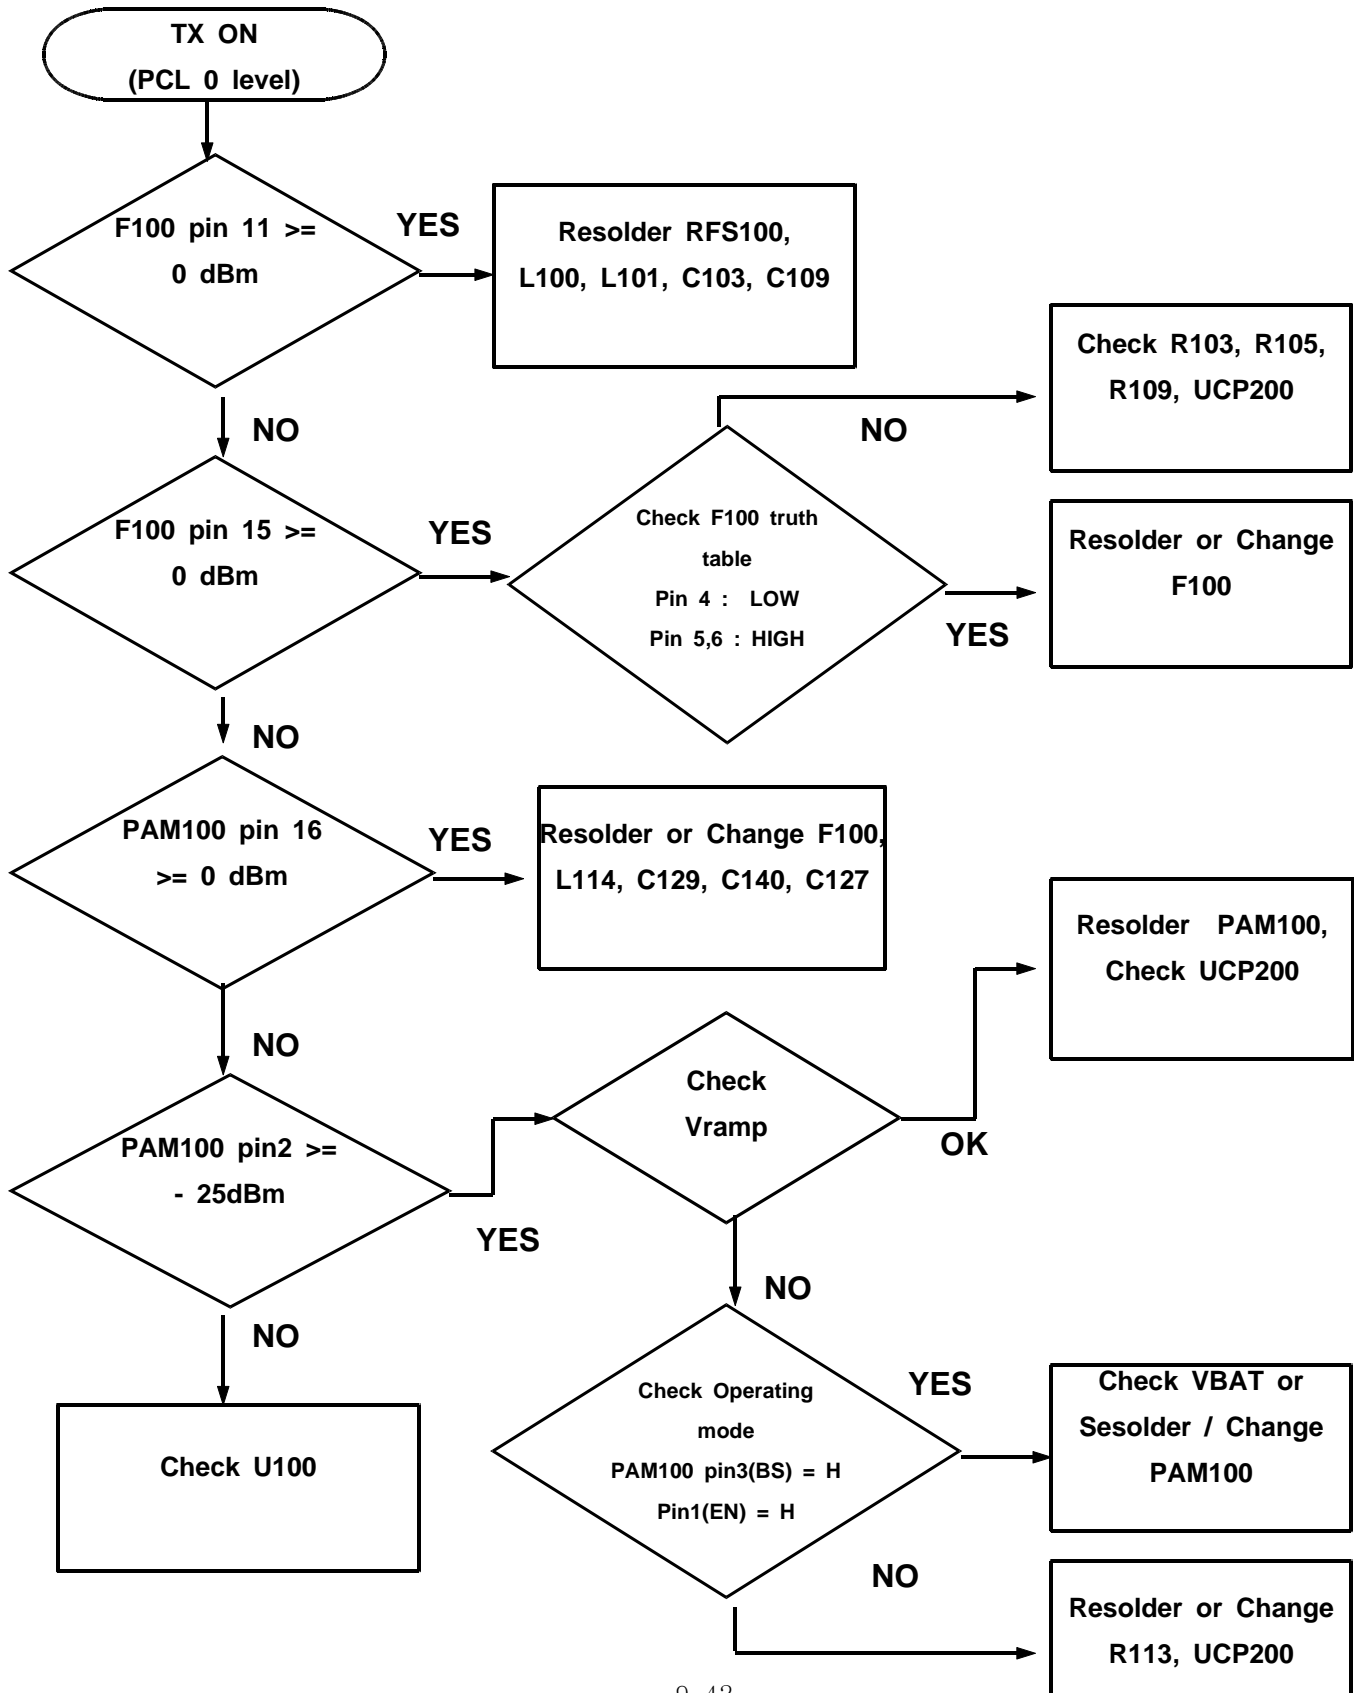 TX ON
(PCL 0 level)
F100 pin 11 >=
0 dBm
YES
Resolder RFS100,
L100, L101, C103, C109
NO
Check R103, R105,
R109, UCP200
NO
F100 pin 15 >=
0 dBm
YES
Check F100 truth
table
Pin 4 : LOW
Pin 5,6 : HIGH
YES
Resolder or Change
F100
NO
PAM100 pin 16
>= 0 dBm
YES
Resolder or Change F100,
L114, C129, C140, C127
Resolder PAM100,
Check UCP200
NO
Check
Vramp
OK
PAM100 pin2 >=
- 25dBm
YES
NO
NO
Check U100
Check Operating
mode
PAM100 pin3(BS) = H
Pin1(EN) = H
YES
Check VBAT or
Sesolder / Change
PAM100
NO
Resolder or Change
R113, UCP200